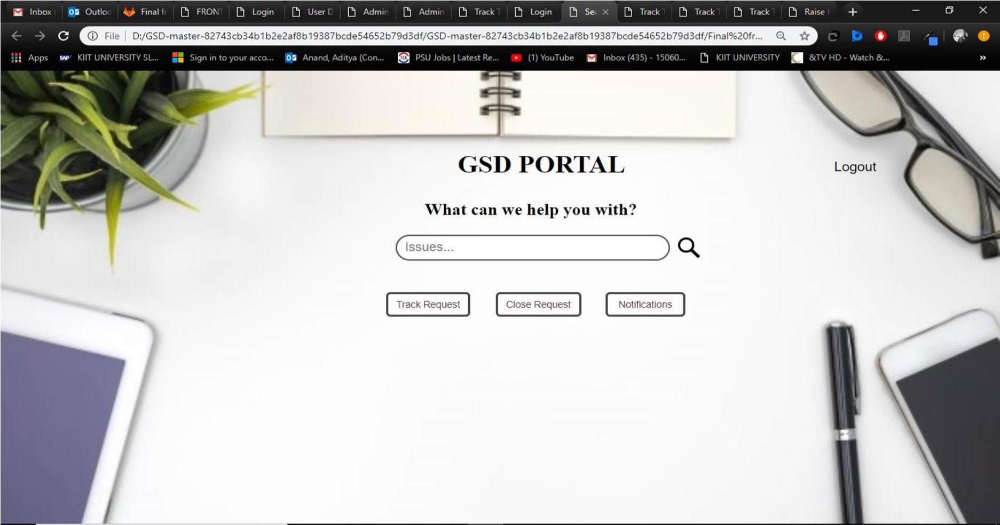 Inbox ( Outloo Final fr FRONT Login User D Admin Admin Track T Login Sea Track T Track T Track T Raise R
File D:/GSD-master-82743cb34b1b2e2af8b19387bcde54652b79d3df/GSD-master-82743cb34b1b2e2af8b19387bcde54652b79d3df/Final%20fr...
Apps SAP KIIT UNIVERSITY SL... Sign in to your acco... Anand, Aditya (Con... PSU Jobs | Latest Re... (1) YouTube Inbox (435) - 15060... KIIT UNIVERSITY &TV HD - Watch &... »
GSD PORTAL
Logout
What can we help you with?
Issues...
Track Request Close Request Notifications